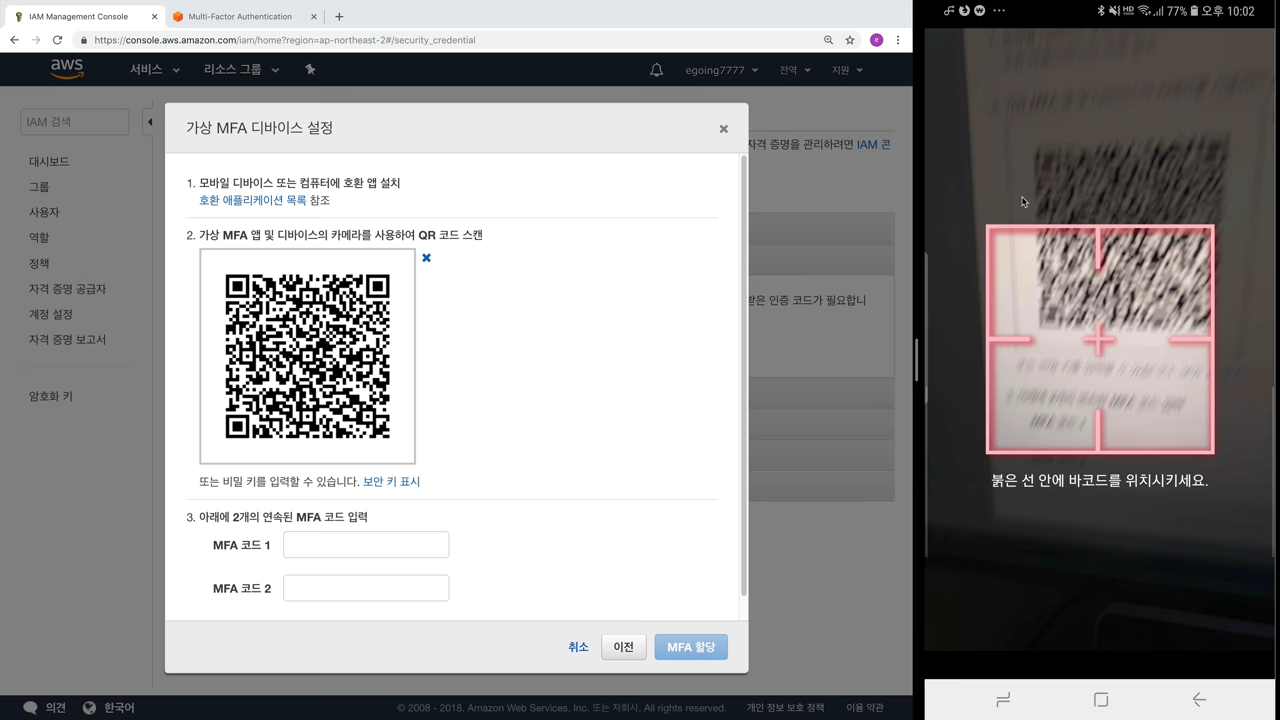 IAM Management Console
Multi-Factor Authentication
https://console.aws.amazon.com/iam/home?region=ap-northeast-2#/security_credential
e
aws
서비스
리소스 그룹
egoing7777
전역
지원
IAM 검색
대시보드
그룹
사용자
역할
정책
자격 증명 공급자
계정 설정
자격 증명 보고서
암호화 키
자격 증명을 관리하려면 IAM 콘
받은 인증 코드가 필요합니
가상 MFA 디바이스 설정
1. 모바일 디바이스 또는 컴퓨터에 호환 앱 설치
호환 애플리케이션 목록 참조
2. 가상 MFA 앱 및 디바이스의 카메라를 사용하여 QR 코드 스캔
또는 비밀 키를 입력할 수 있습니다. 보안 키 표시
3. 아래에 2개의 연속된 MFA 코드 입력
MFA 코드 1
MFA 코드 2
취소
이전
MFA 할당
의견
한국어
© 2008 - 2018, Amazon Web Services, Inc. 또는 자회사. All rights reserved.
개인 정보 보호 정책
이용 약관
HD
77%
오후 10:02
붉은 선 안에 바코드를 위치시키세요.